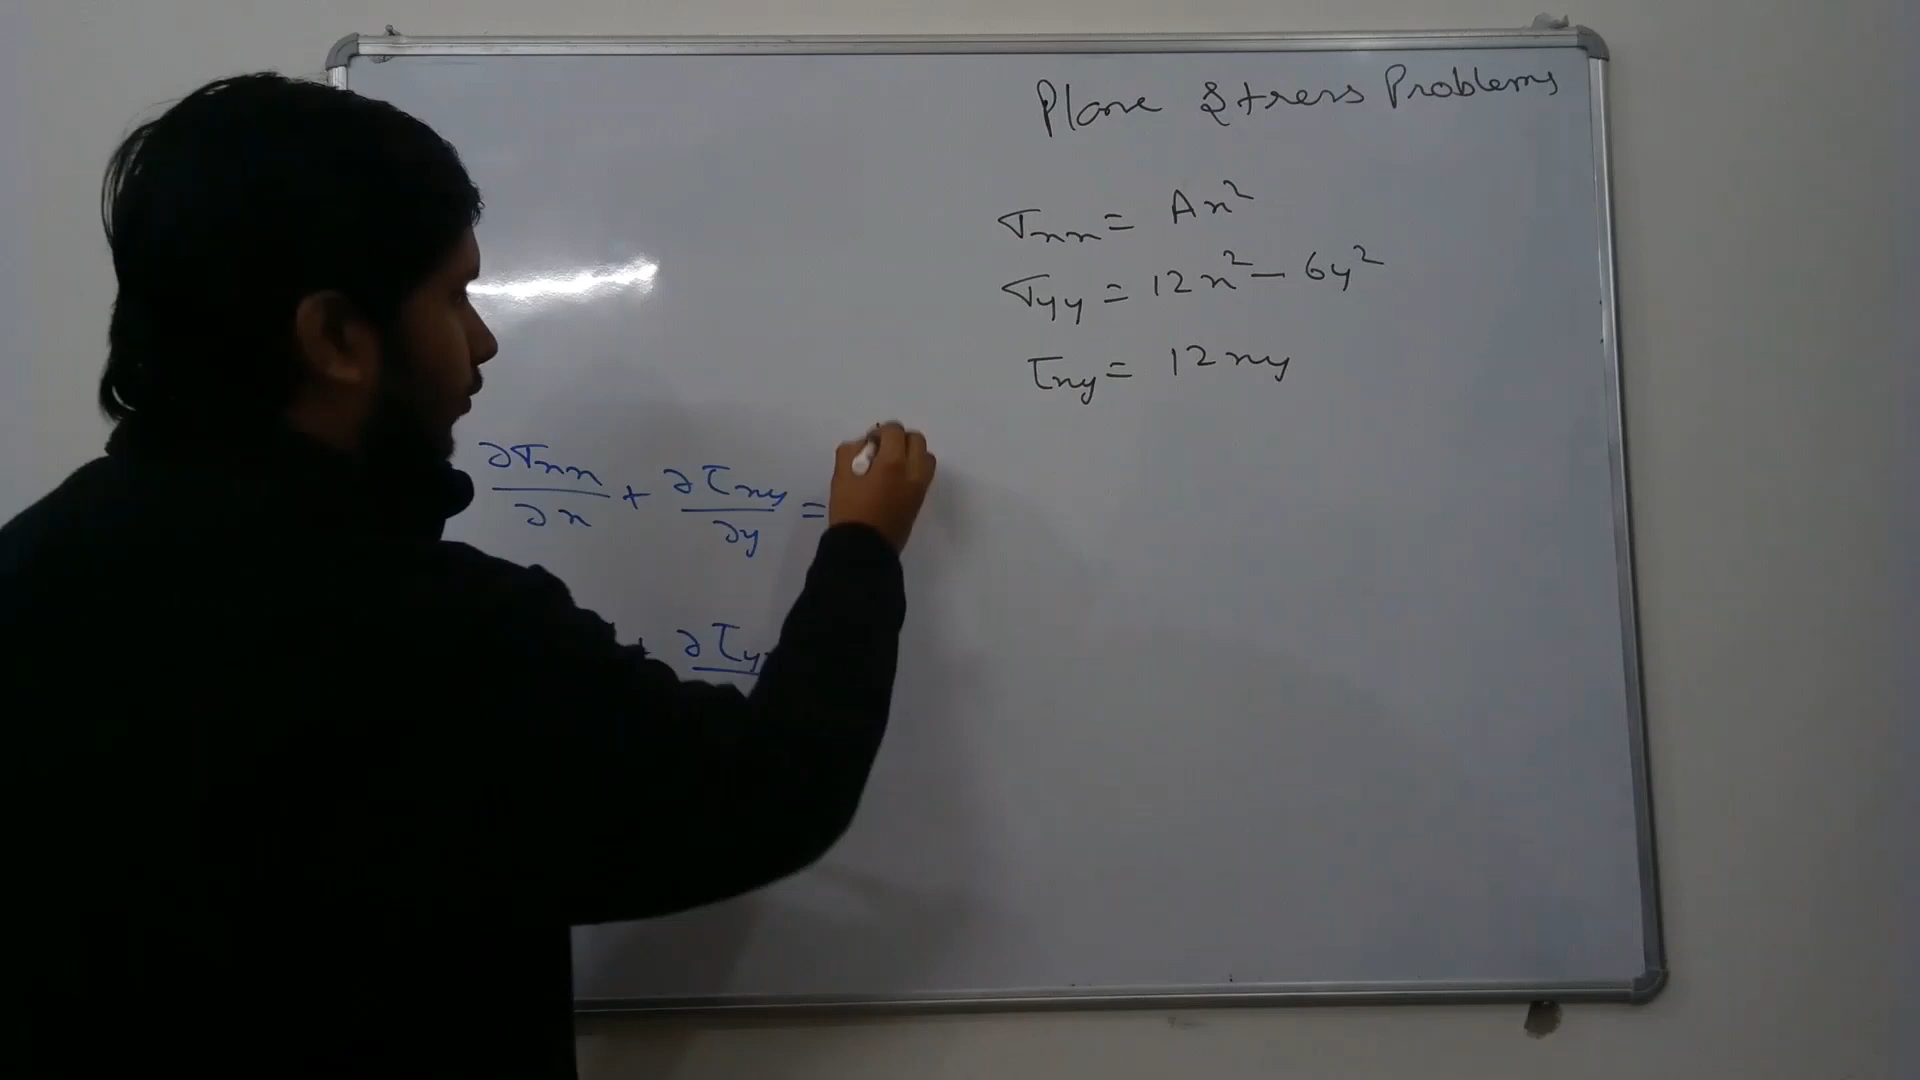 Plane Stress Problems
σxx = Ax²
σyy = 12x² - 6y²
τxy = 12xy
∂σxx/∂x + ∂τxy/∂y =
+ ∂τy